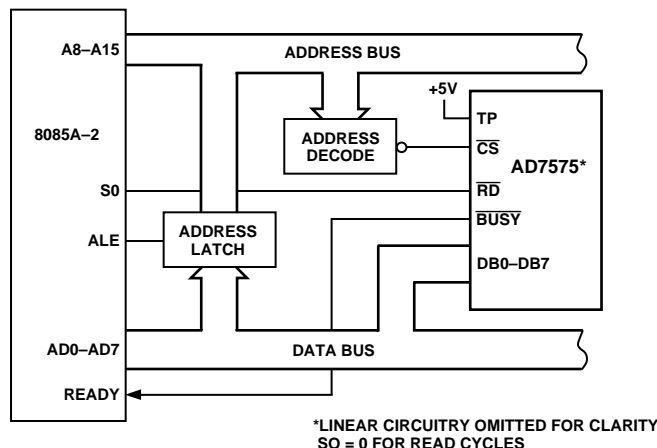 A8–A15
ADDRESS BUS
+5V
TP
8085A–2
ADDRESS
DECODE
CS
AD7575*
S0
RD
ADDRESS
LATCH
BUSY
ALE
DB0–DB7
AD0–AD7
DATA BUS
READY
*LINEAR CIRCUITRY OMITTED FOR CLARITY
SO = 0 FOR READ CYCLES